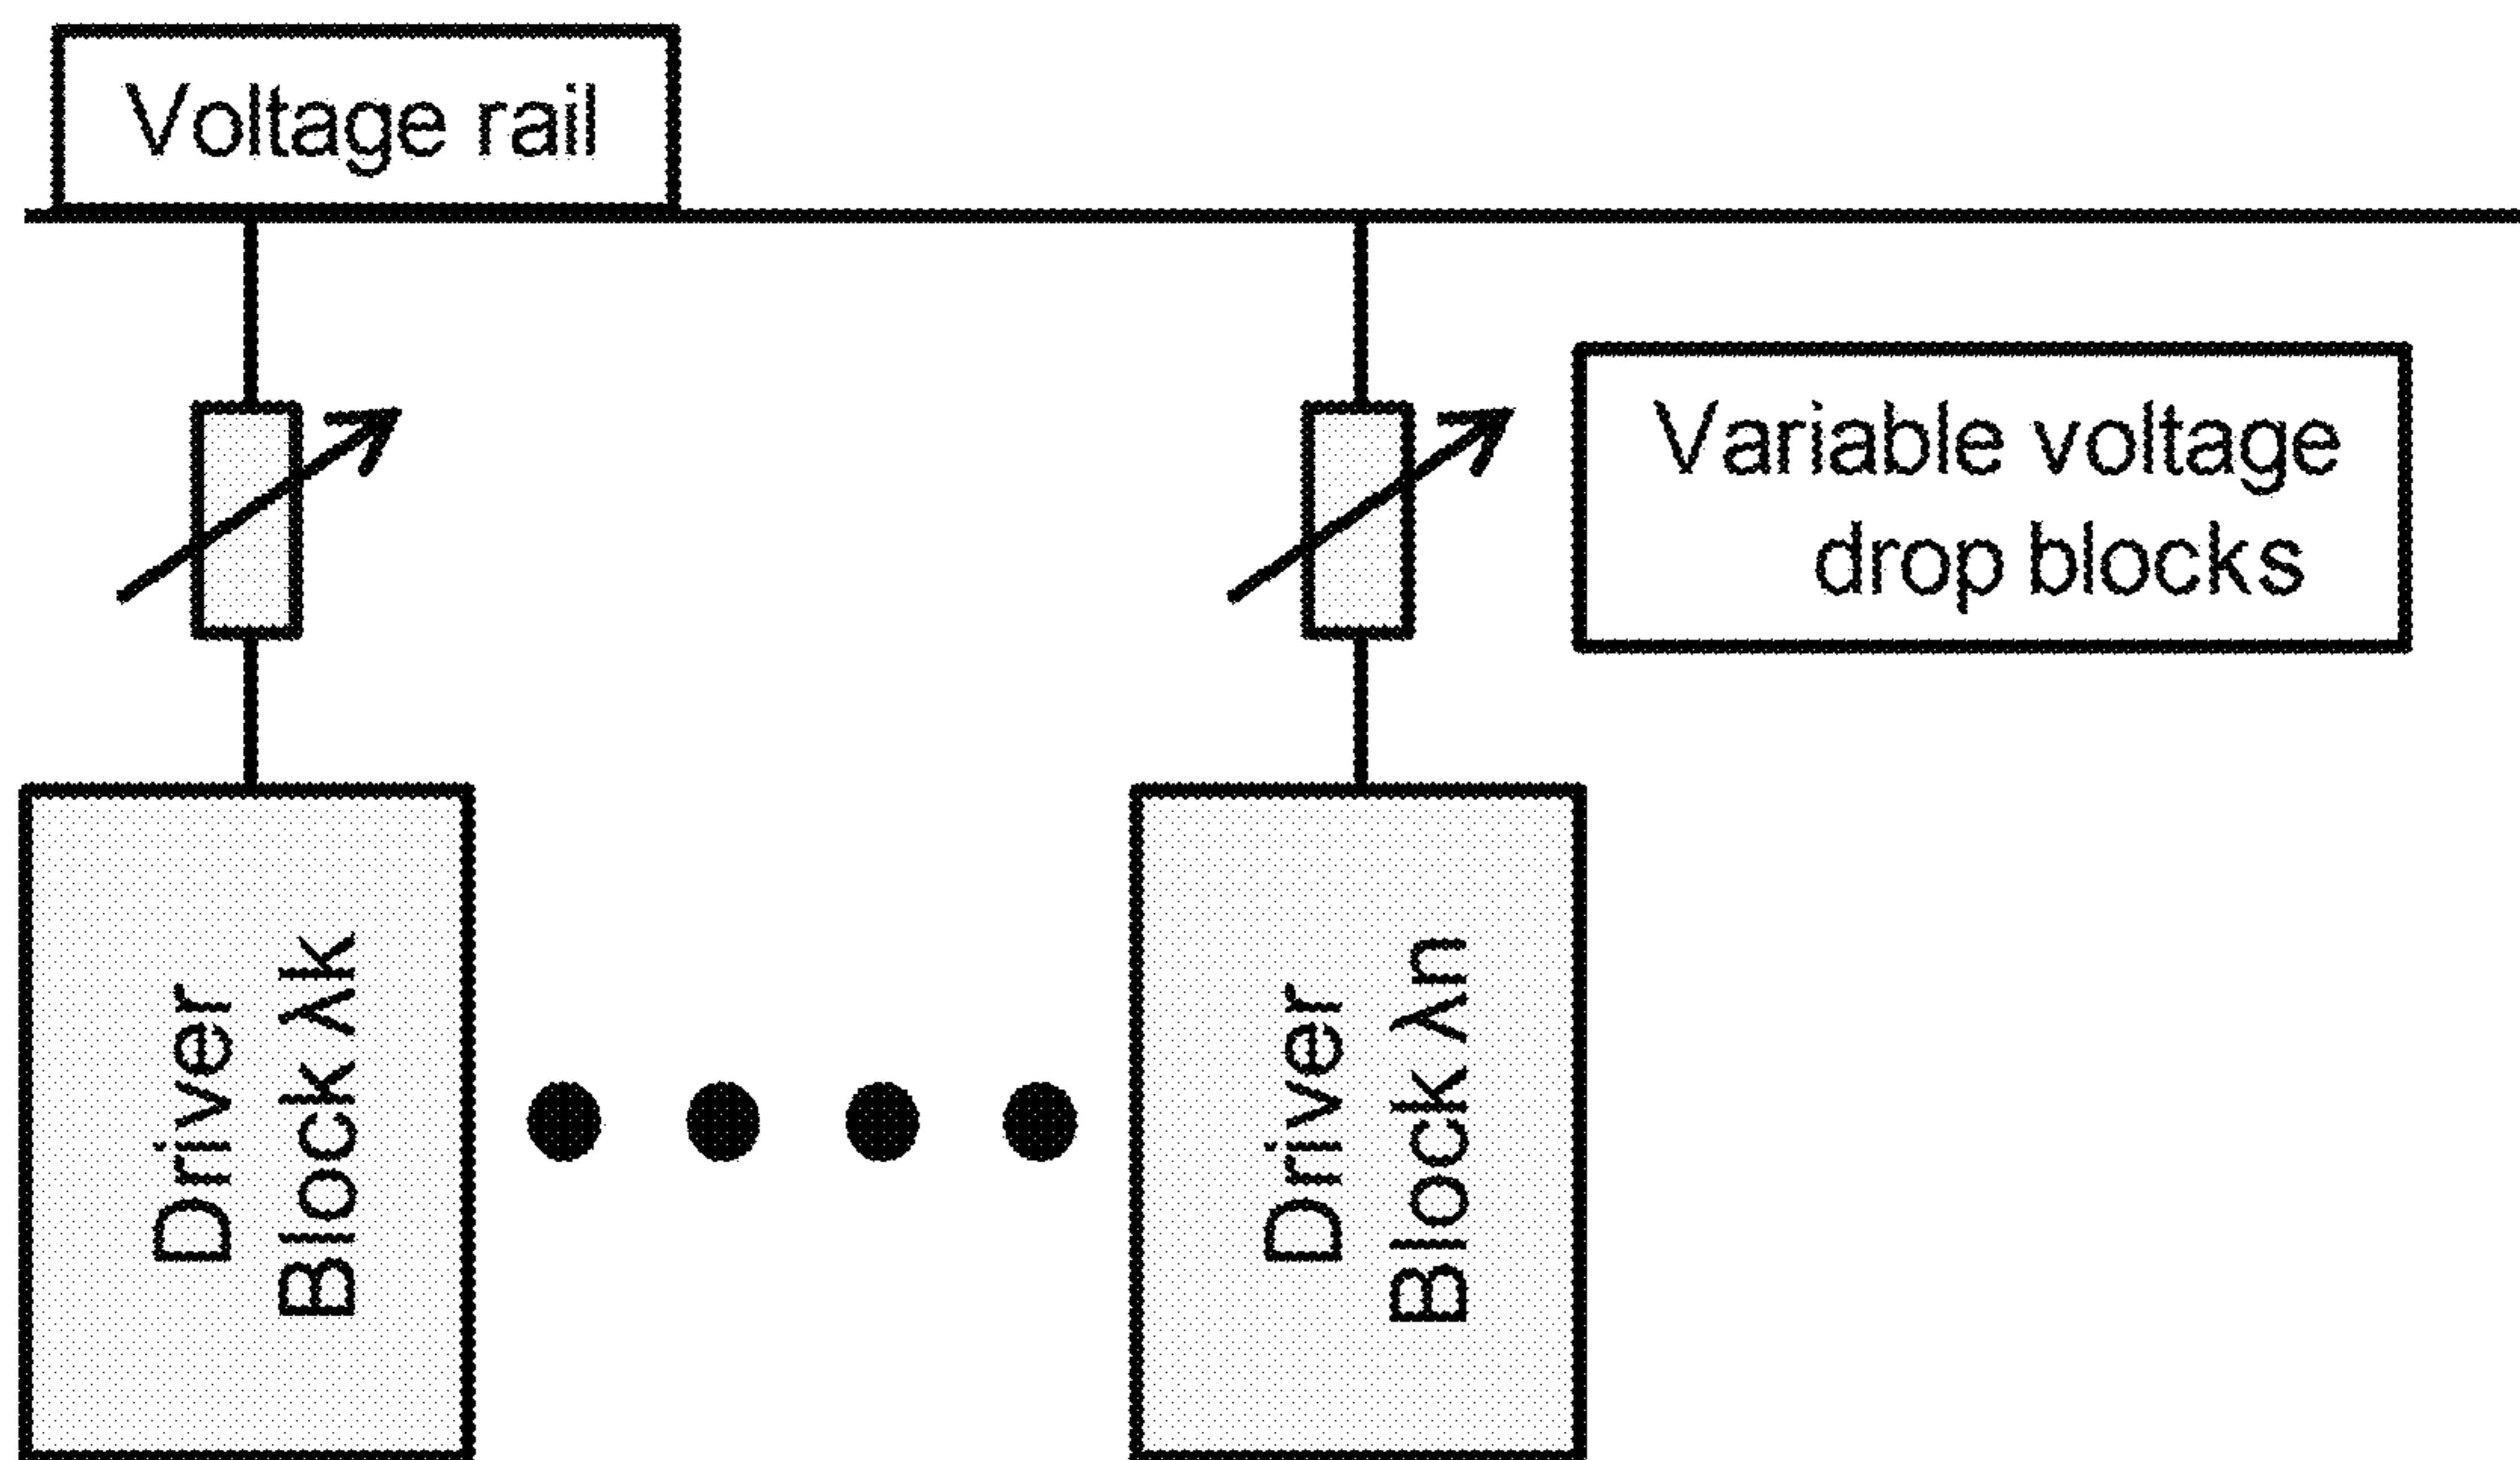 Voltage rail
Variable voltage
drop blocks
Driver
Block λk
Driver
Block λn